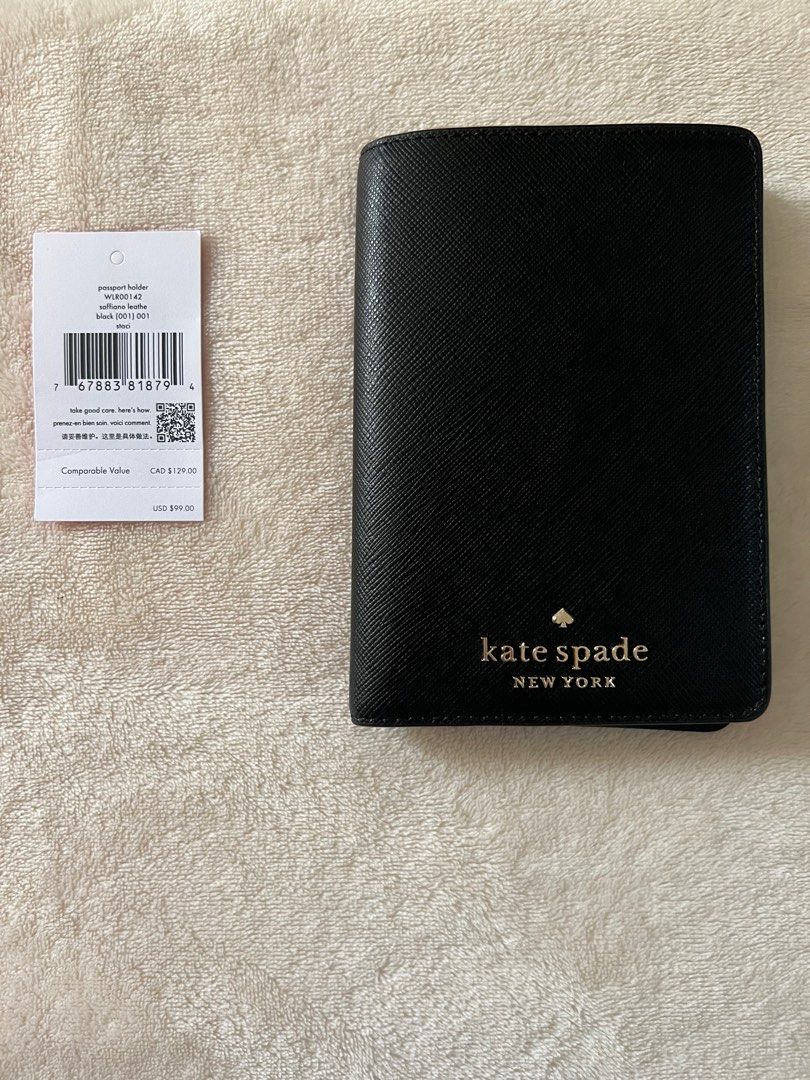 passport holder
WLR00142
saffiano leathe
black (001) 001
staci
7 67883 81879 4
take good care. here's how.
prenez-en bien soin. voici comment.
请妥善维护。这里是具体做法。
Comparable Value CAD $129.00
USD $99.00
kate spade
NEW YORK